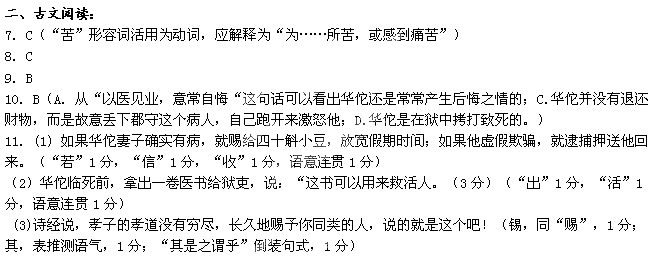 二、古文阅读:
7. C(“苦”形容词活用为动词,应解释为“为……所苦,或感到痛苦”)
8. C
9. B
10. B(A. 从“以医见业,意常自悔“这句话可以看出华佗还是常常产生后悔之情的; C.华佗并没有退还
财物,而是故意丢下郡守这个病人,自己跑开来激怒他; D.华佗是在狱中拷打致死的。)
11. (1) 如果华佗妻子确实有病,就赐给四十斛小豆,放宽假期时间; 如果他虚假欺骗,就逮捕押送他回
来。(“若”1分,“信”1分,“收”1分,语意连贯1分)
(2) 华佗临死前,拿出一卷医书给狱吏,说: “这书可以用来救活人。(3分)(“出”1分,“活”1
分,语意连贯1分)
(3)诗经说,孝子的孝道没有穷尽,长久地赐予你同类的人,说的就是这个吧! (锡,同“赐”,1分;
其,表推测语气,1分;“其是之谓乎”倒装句式,1分)